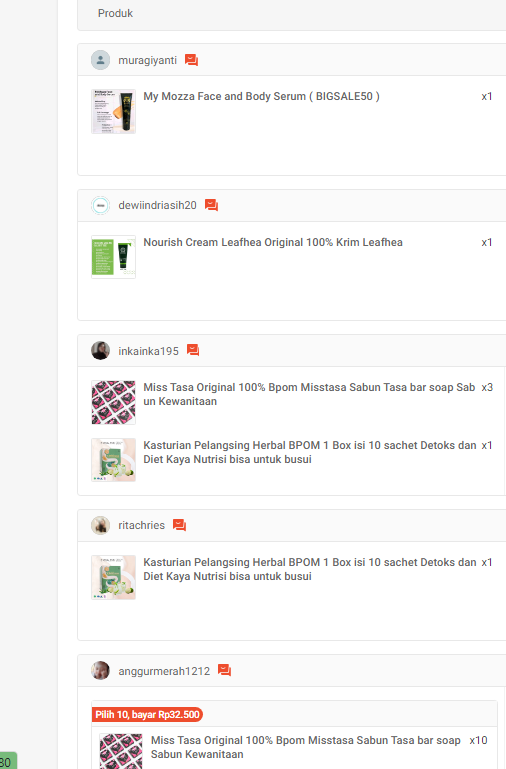 Produk
muragiyanti
My Mozza Face and Body Serum ( BIGSALE50 )
x1
dewiindriasih20
Nourish Cream Leafhea Original 100% Krim Leafhea
x1
inkainka195
Miss Tasa Original 100% Bpom Misstasa Sabun Tasa bar soap Sab
x3
un Kewanitaan
Kasturian Pelangsing Herbal BPOM 1 Box isi 10 sachet Detoks dan
x1
Diet Kaya Nutrisi bisa untuk busui
ritachries
Kasturian Pelangsing Herbal BPOM 1 Box isi 10 sachet Detoks dan
x1
Diet Kaya Nutrisi bisa untuk busui
anggurmerah1212
Pilih 10, bayar Rp32.500
Miss Tasa Original 100% Bpom Misstasa Sabun Tasa bar soap
x10
Sabun Kewanitaan